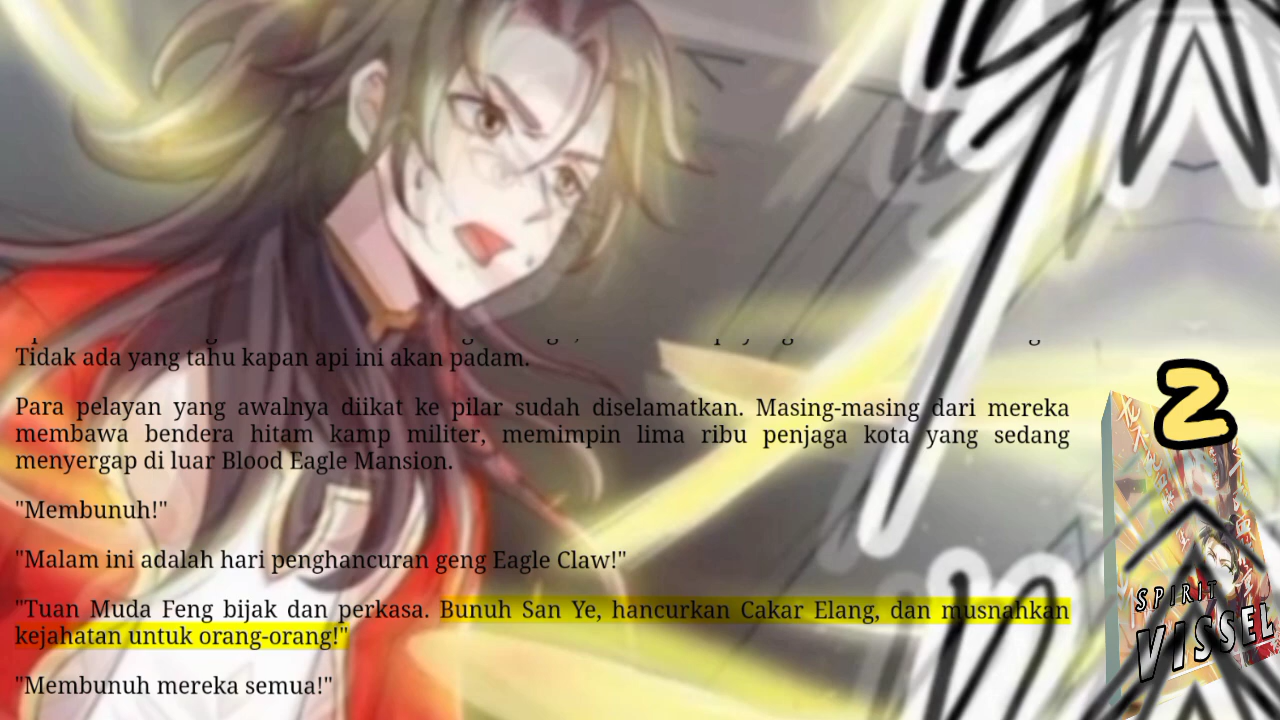 Tidak ada yang tahu kapan api ini akan padam.
Para pelayan yang awalnya diikat ke pilar sudah diselamatkan. Masing-masing dari mereka
membawa bendera hitam kamp militer, memimpin lima ribu penjaga kota yang sedang
menyergap di luar Blood Eagle Mansion.
"Membunuh!"
"Malam ini adalah hari penghancuran geng Eagle Claw!"
"Tuan Muda Feng bijak dan perkasa. Bunuh San Ye, hancurkan Cakar Elang, dan musnahkan
kejahatan untuk orang-orang!"
"Membunuh mereka semua!"
2
SPIRIT
VISSEL